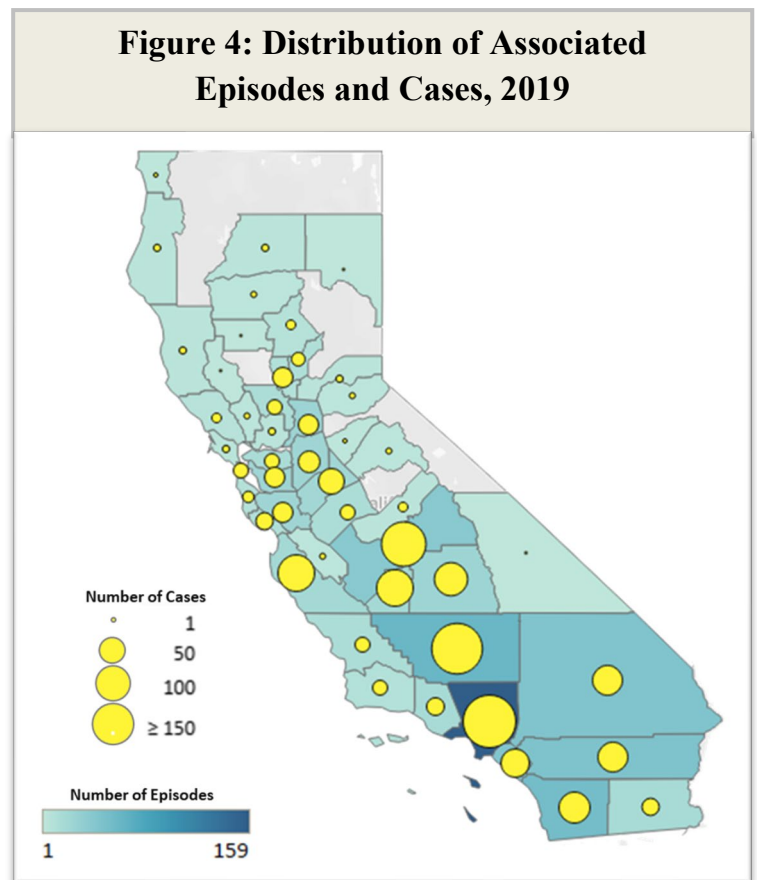 Figure 4: Distribution of Associated
Episodes and Cases, 2019
Number of Cases
1
50
100
≥ 150
Number of Episodes
1
159